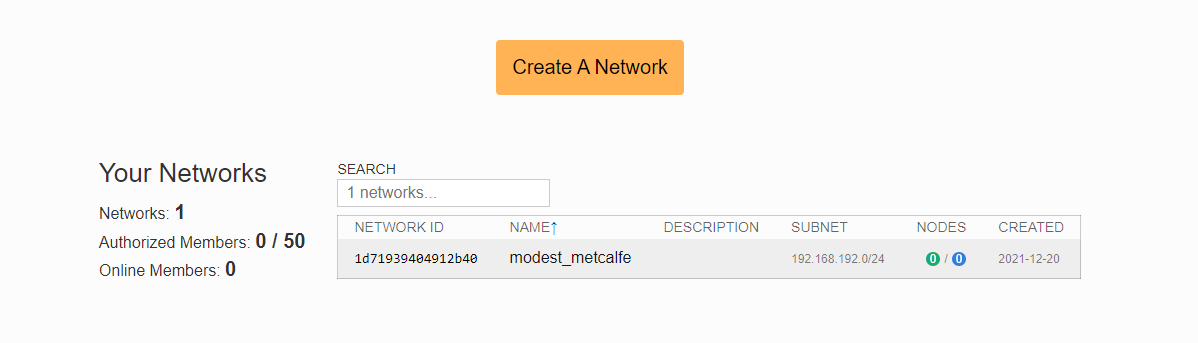 Create A Network
Your Networks
Networks: 1
Authorized Members: 0 / 50
Online Members: 0
SEARCH
1 networks...
NETWORK ID NAME↑ DESCRIPTION SUBNET NODES CREATED
1d71939404912b40 modest_metcalfe 192.168.192.0/24 0 / 0 2021-12-20